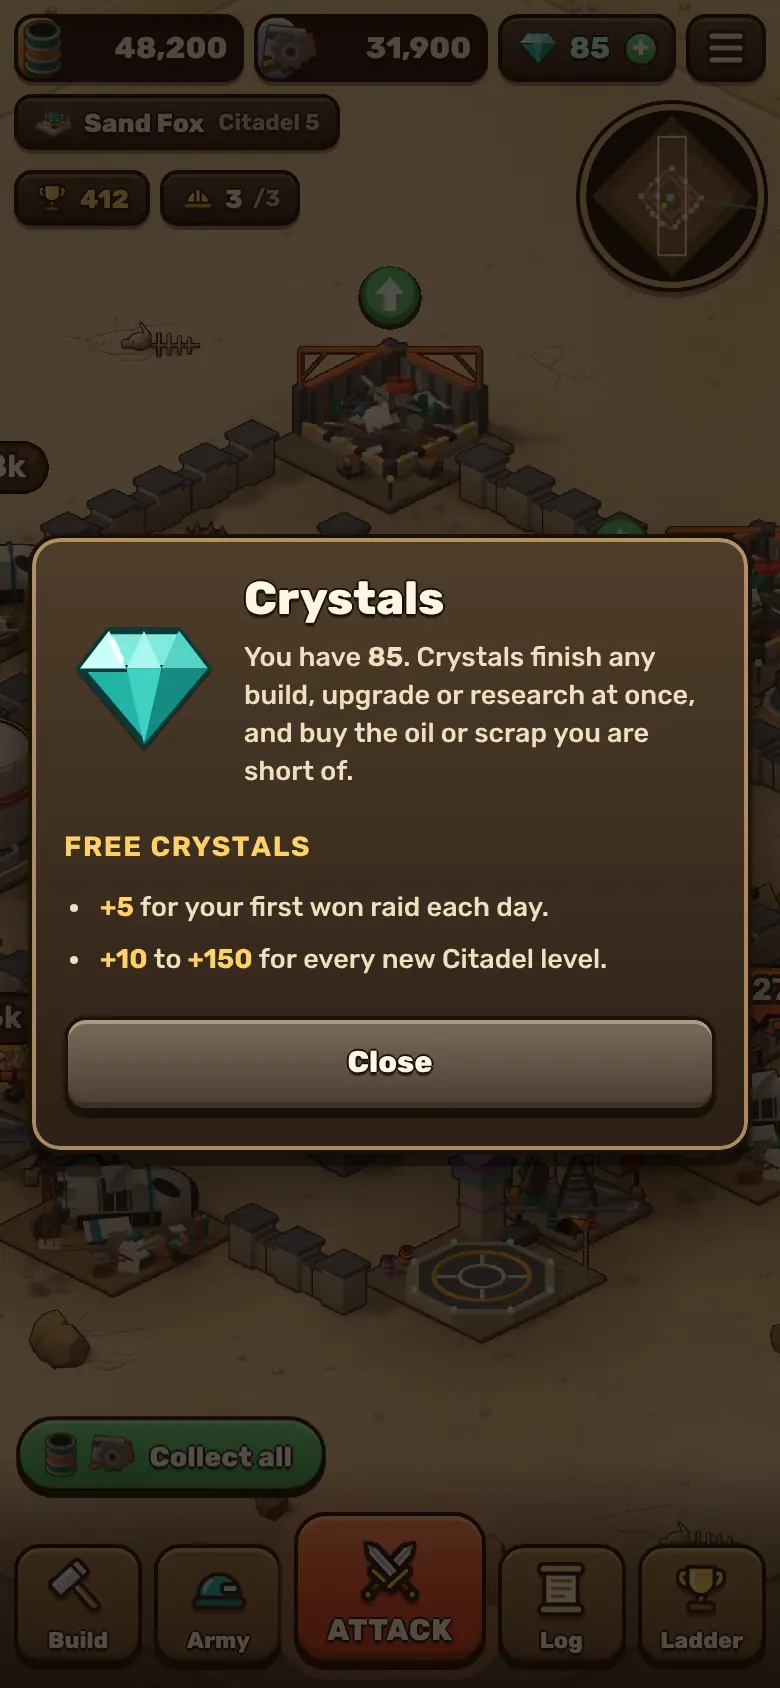 48,200
31,900
85
Sand Fox Citadel 5
412
3 /3
Crystals
You have 85. Crystals finish any
build, upgrade or research at once,
and buy the oil or scrap you are
short of.
FREE CRYSTALS
• +5 for your first won raid each day.
• +10 to +150 for every new Citadel level.
Close
Collect all
Build
Army
ATTACK
Log
Ladder